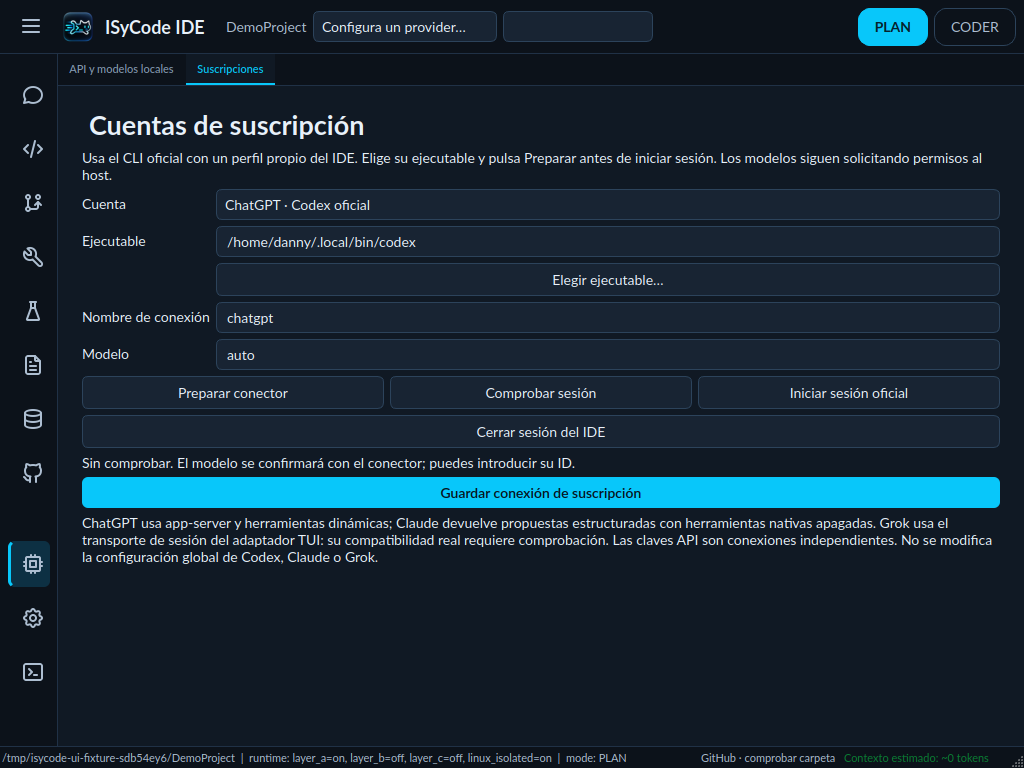 ISyCode IDE DemoProject Configura un provider... PLAN CODER
API y modelos locales Suscripciones
Cuentas de suscripción
Usa el CLI oficial con un perfil propio del IDE. Elige su ejecutable y pulsa Preparar antes de iniciar sesión. Los modelos siguen solicitando permisos al
host.
Cuenta ChatGPT · Codex oficial
Ejecutable /home/danny/.local/bin/codex
Elegir ejecutable...
Nombre de conexión chatgpt
Modelo auto
Preparar conector Comprobar sesión Iniciar sesión oficial
Cerrar sesión del IDE
Sin comprobar. El modelo se confirmará con el conector; puedes introducir su ID.
Guardar conexión de suscripción
ChatGPT usa app-server y herramientas dinámicas; Claude devuelve propuestas estructuradas con herramientas nativas apagadas. Grok usa el
transporte de sesión del adaptador TUI: su compatibilidad real requiere comprobación. Las claves API son conexiones independientes. No se modifica
la configuración global de Codex, Claude o Grok.
/tmp/isycode-ui-fixture-sdb54ey6/DemoProject | runtime: layer_a=on, layer_b=off, layer_c=off, linux_isolated=on | mode: PLAN GitHub · comprobar carpeta Contexto estimado: ~0 tokens